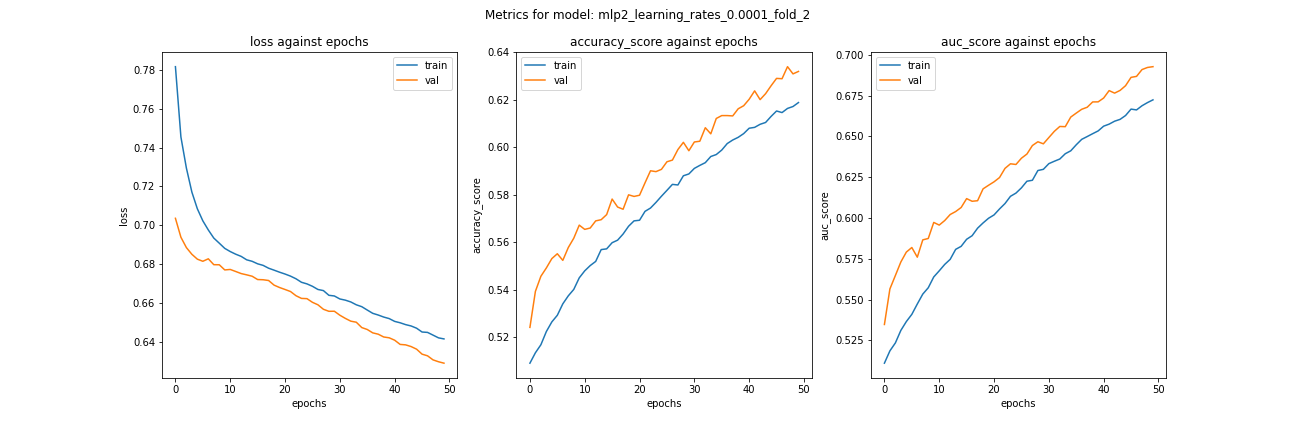 Metrics for model: mlp2_learning_rates_0.0001_fold_2
loss against epochs
train
val
0.78
0.76
0.74
0.72
0.70
0.68
0.66
0.64
loss
0
10
20
30
40
50
epochs
accuracy_score against epochs
train
val
0.64
0.62
0.60
0.58
0.56
0.54
0.52
accuracy_score
0
10
20
30
40
50
epochs
auc_score against epochs
train
val
0.700
0.675
0.650
0.625
0.600
0.575
0.550
0.525
auc_score
0
10
20
30
40
50
epochs